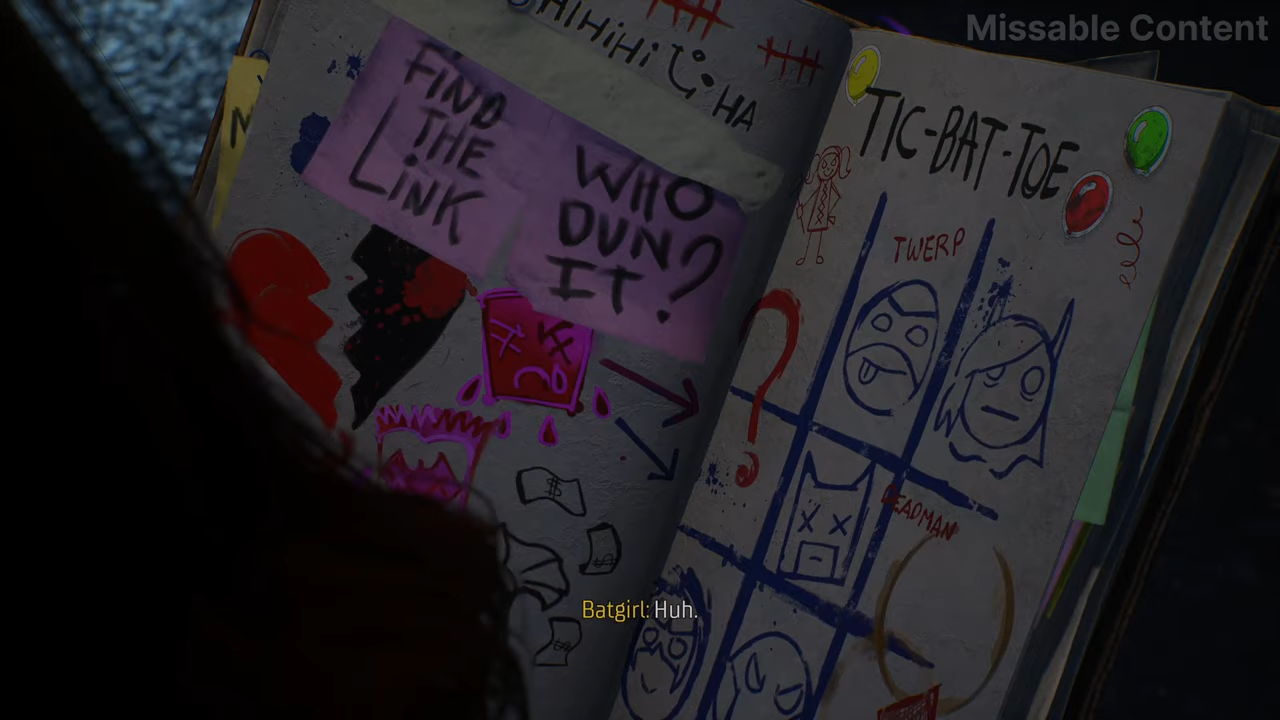 Missable Content
HiHiHi HA
FIND
THE
LiNK
WHO
DUN
IT?
M
$
$
$
TIC-BAT-TOE
TWERP
?
DEADMAN
Batgirl: Huh.